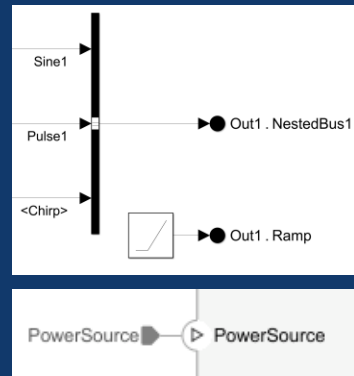 Sine1
Out1 . NestedBus1
Pulse1
<Chirp>
Out1 . Ramp
PowerSource PowerSource